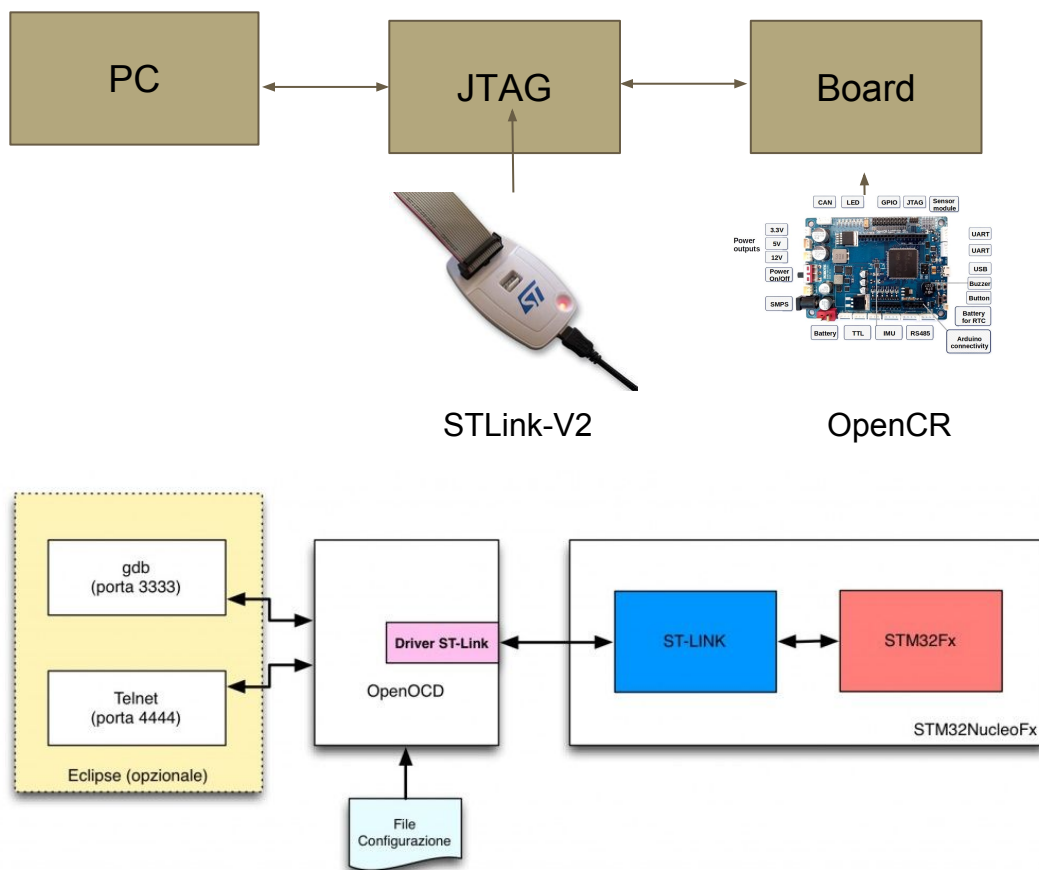 PC
JTAG
Board
CAN
LED
GPIO
JTAG
Sensor
module
Power
outputs
3.3V
5V
12V
Power
On/Off
SMPS
UART
UART
USB
Buzzer
Button
Battery
for RTC
Battery
TTL
IMU
RS485
Arduino
connectivity
ST
STLink-V2
OpenCR
gdb
(porta 3333)
Telnet
(porta 4444)
Eclipse (opzionale)
Driver ST-Link
OpenOCD
File
Configurazione
ST-LINK
STM32Fx
STM32NucleoFx